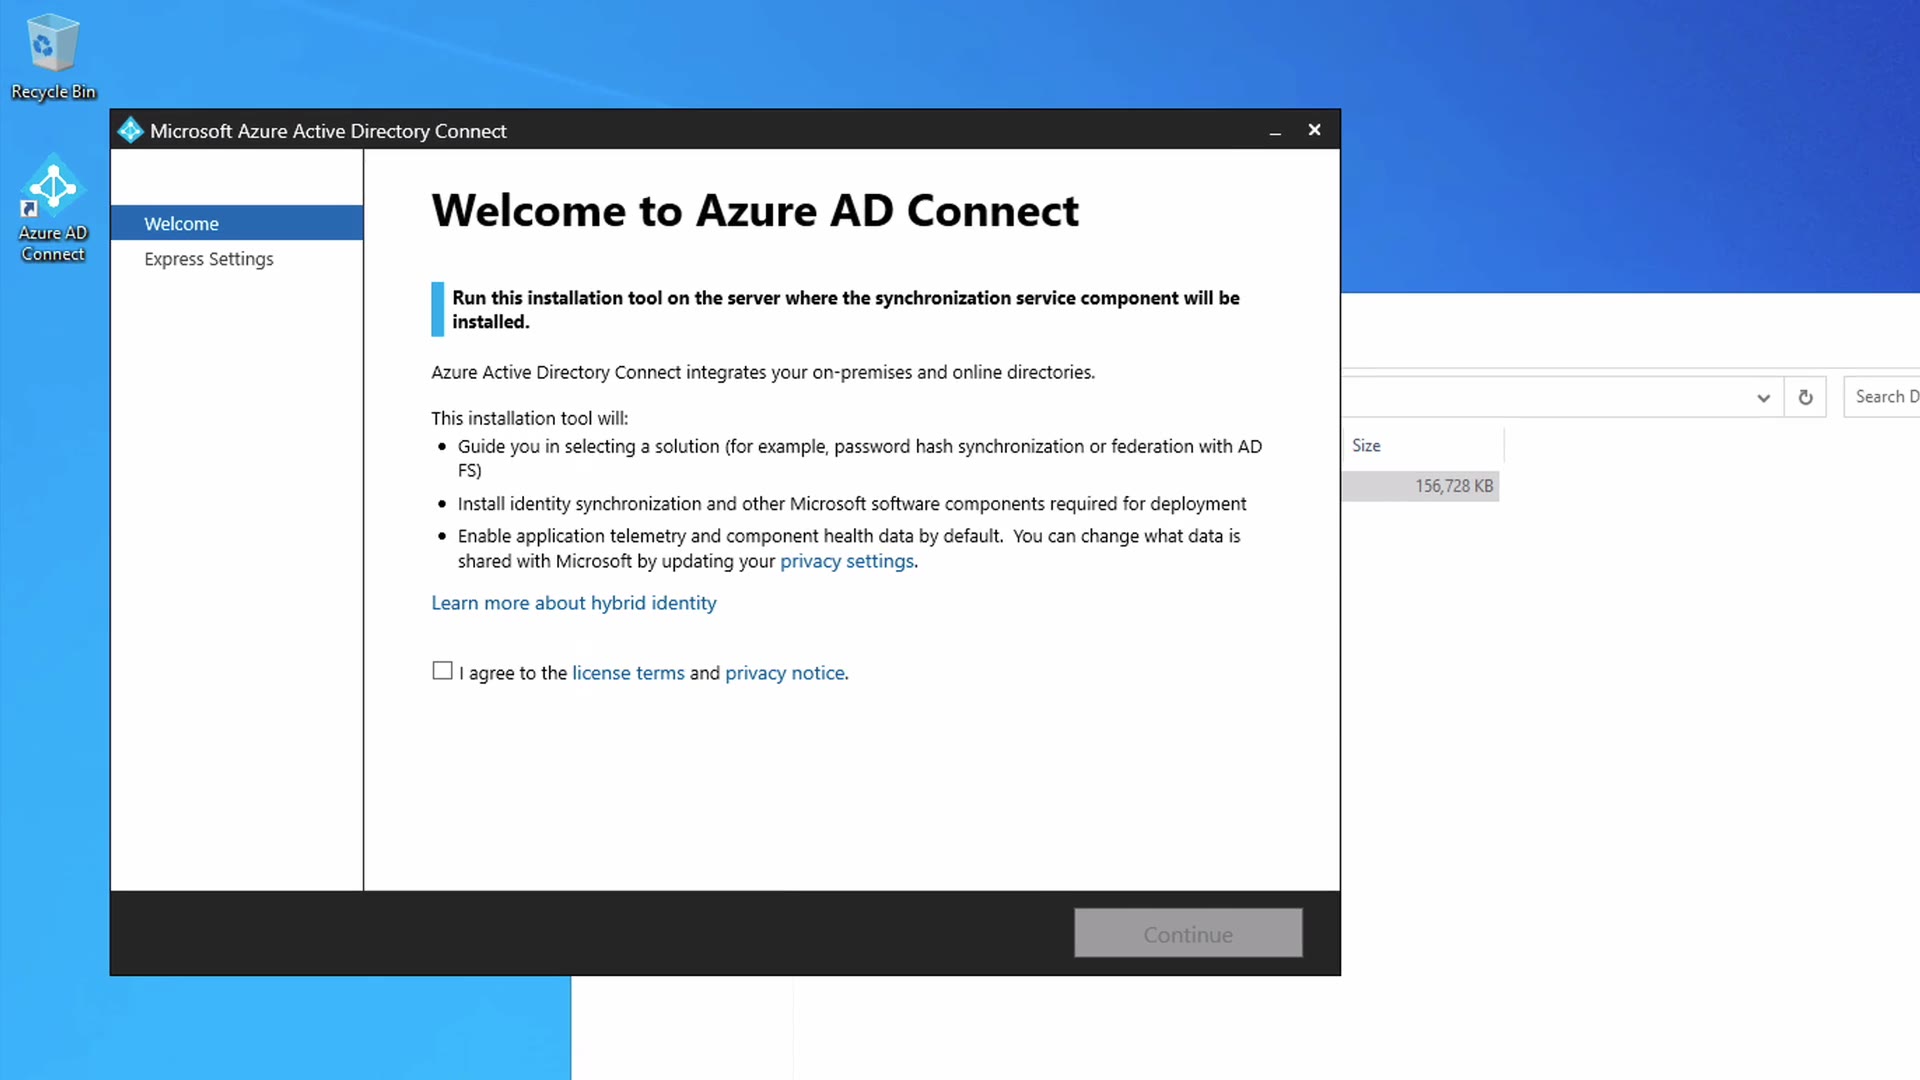 Recycle Bin
Azure AD
Connect
Microsoft Azure Active Directory Connect
Welcome
Express Settings
Welcome to Azure AD Connect
Run this installation tool on the server where the synchronization service component will be
installed.
Azure Active Directory Connect integrates your on-premises and online directories.
This installation tool will:
• Guide you in selecting a solution (for example, password hash synchronization or federation with AD
FS)
• Install identity synchronization and other Microsoft software components required for deployment
• Enable application telemetry and component health data by default.  You can change what data is
shared with Microsoft by updating your privacy settings.
Learn more about hybrid identity
I agree to the license terms and privacy notice.
Continue
Search D
Size
156,728 KB